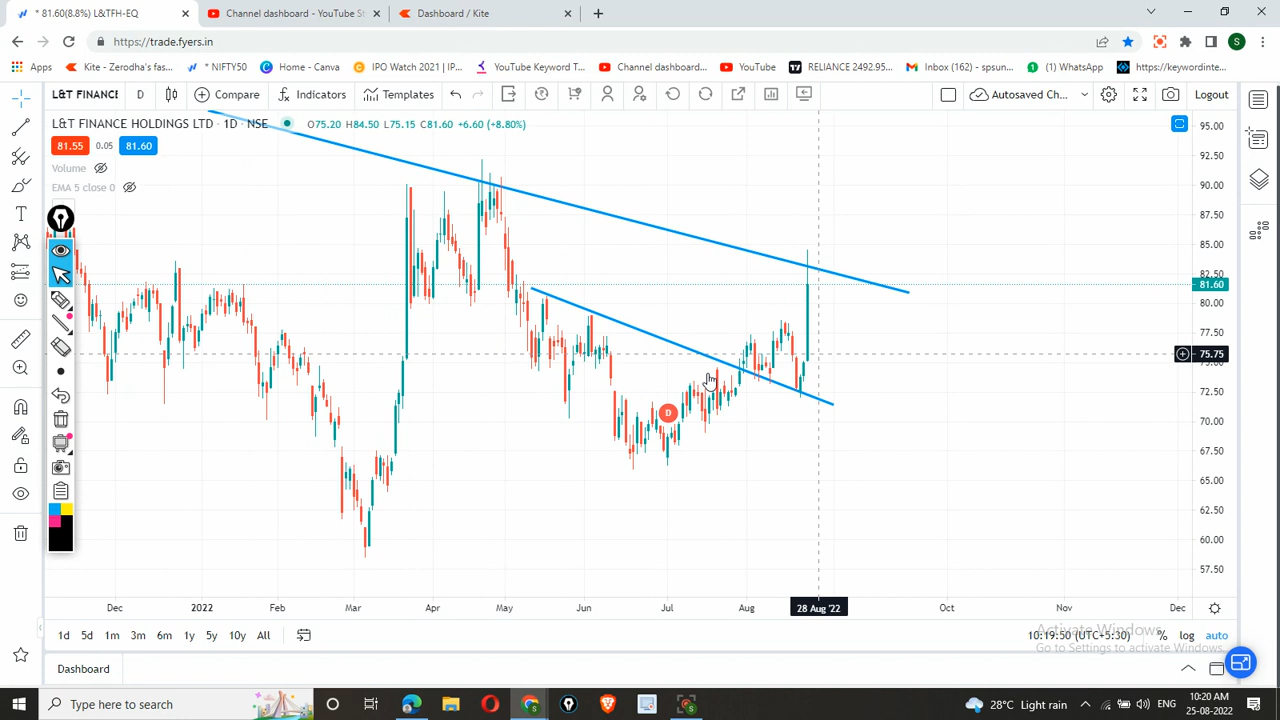 * 81.60(8.8%) L&TFH-EQ
Channel dashboard - YouTube St
Dashboard / Kite
https://trade.fyers.in
Apps
Kite - Zerodha's fas...
* NIFTY50
Home - Canva
IPO Watch 2021 | IP...
YouTube Keyword T...
Channel dashboard...
YouTube
RELIANCE 2492.95...
Inbox (162) - spsun...
(1) WhatsApp
https://keywordinte...
L&T FINANCE
D
Compare
Indicators
Templates
Autosaved Ch...
Logout
L&T FINANCE HOLDINGS LTD · 1D · NSE
O75.20 H84.50 L75.15 C81.60 +6.60 (+8.80%)
81.55
0.05
81.60
Volume
EMA 5 close 0
95.00
92.50
90.00
87.50
85.00
82.50
81.60
80.00
77.50
75.75
72.50
70.00
67.50
65.00
62.50
60.00
57.50
D
Dec
2022
Feb
Mar
Apr
May
Jun
Jul
Aug
28 Aug '22
Oct
Nov
Dec
1d
5d
1m
3m
6m
1y
5y
10y
All
10:19:50 (UTC+5:30)
%
log
auto
Activate Windows
Go to Settings to activate Windows.
Dashboard
Type here to search
28°C Light rain
ENG
10:20 AM
25-08-2022